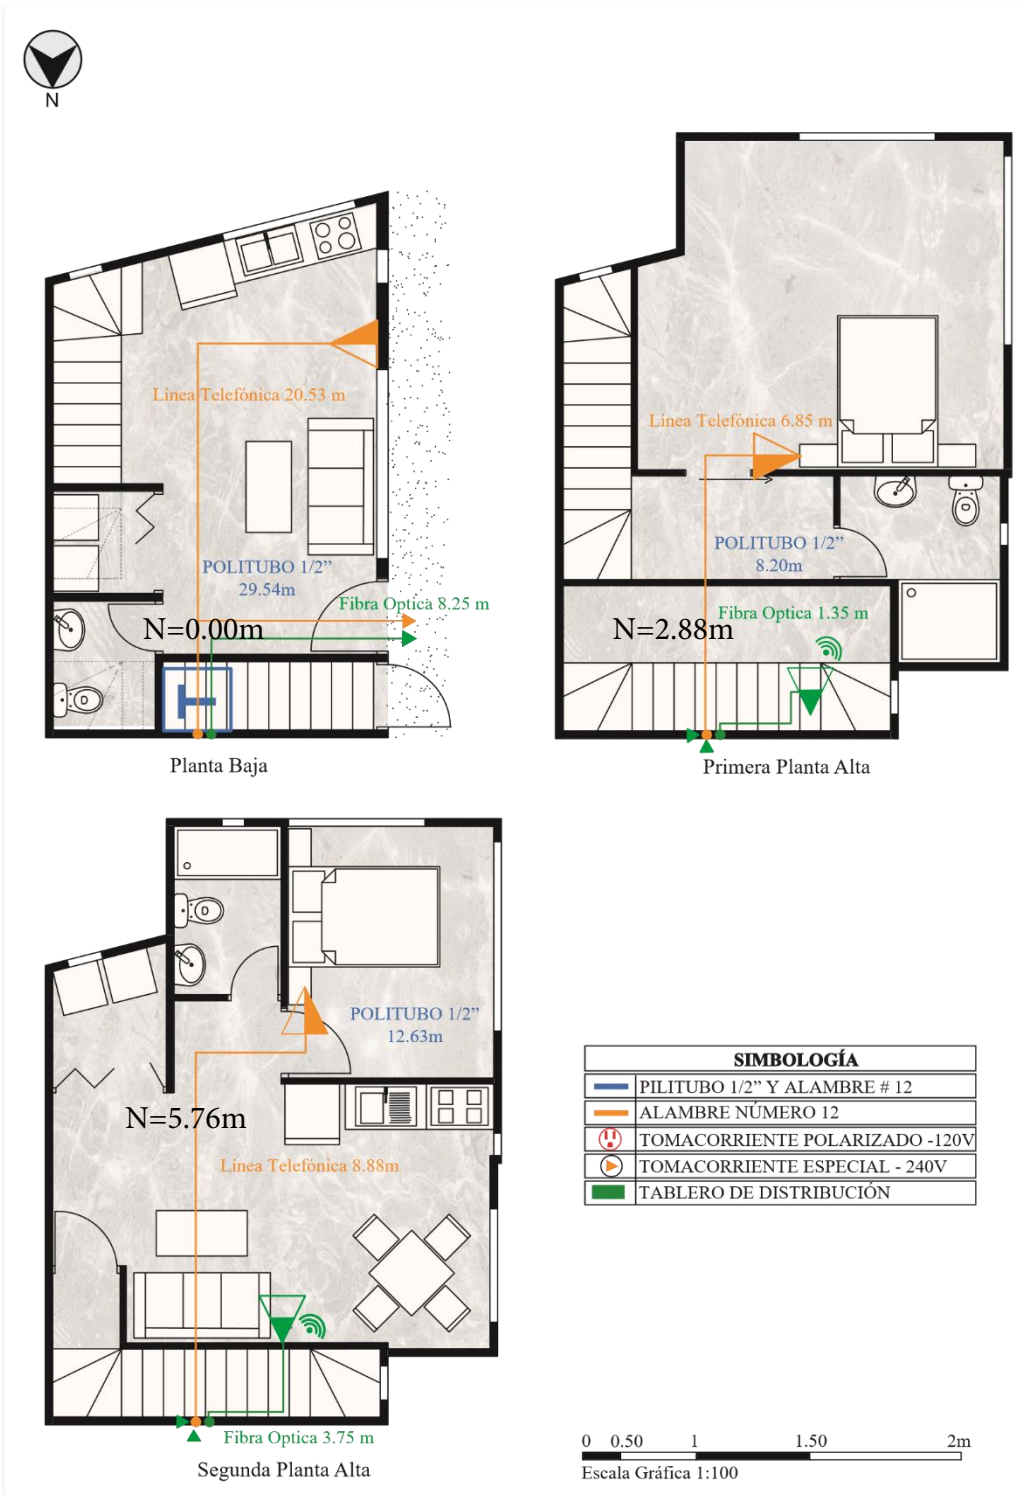 N
Línea Telefónica 20.53 m
POLITUBO 1/2”
29.54m
Fibra Optica 8.25 m
N=0.00m
T
Planta Baja
Línea Telefónica 6.85 m
POLITUBO 1/2”
8.20m
Fibra Optica 1.35 m
N=2.88m
Primera Planta Alta
POLITUBO 1/2”
12.63m
N=5.76m
Línea Telefónica 8.88m
Fibra Optica 3.75 m
Segunda Planta Alta
SIMBOLOGÍA
PILITUBO 1/2” Y ALAMBRE # 12
ALAMBRE NÚMERO 12
TOMACORRIENTE POLARIZADO -120V
TOMACORRIENTE ESPECIAL - 240V
TABLERO DE DISTRIBUCIÓN
0 0.50 1 1.50 2m
Escala Gráfica 1:100